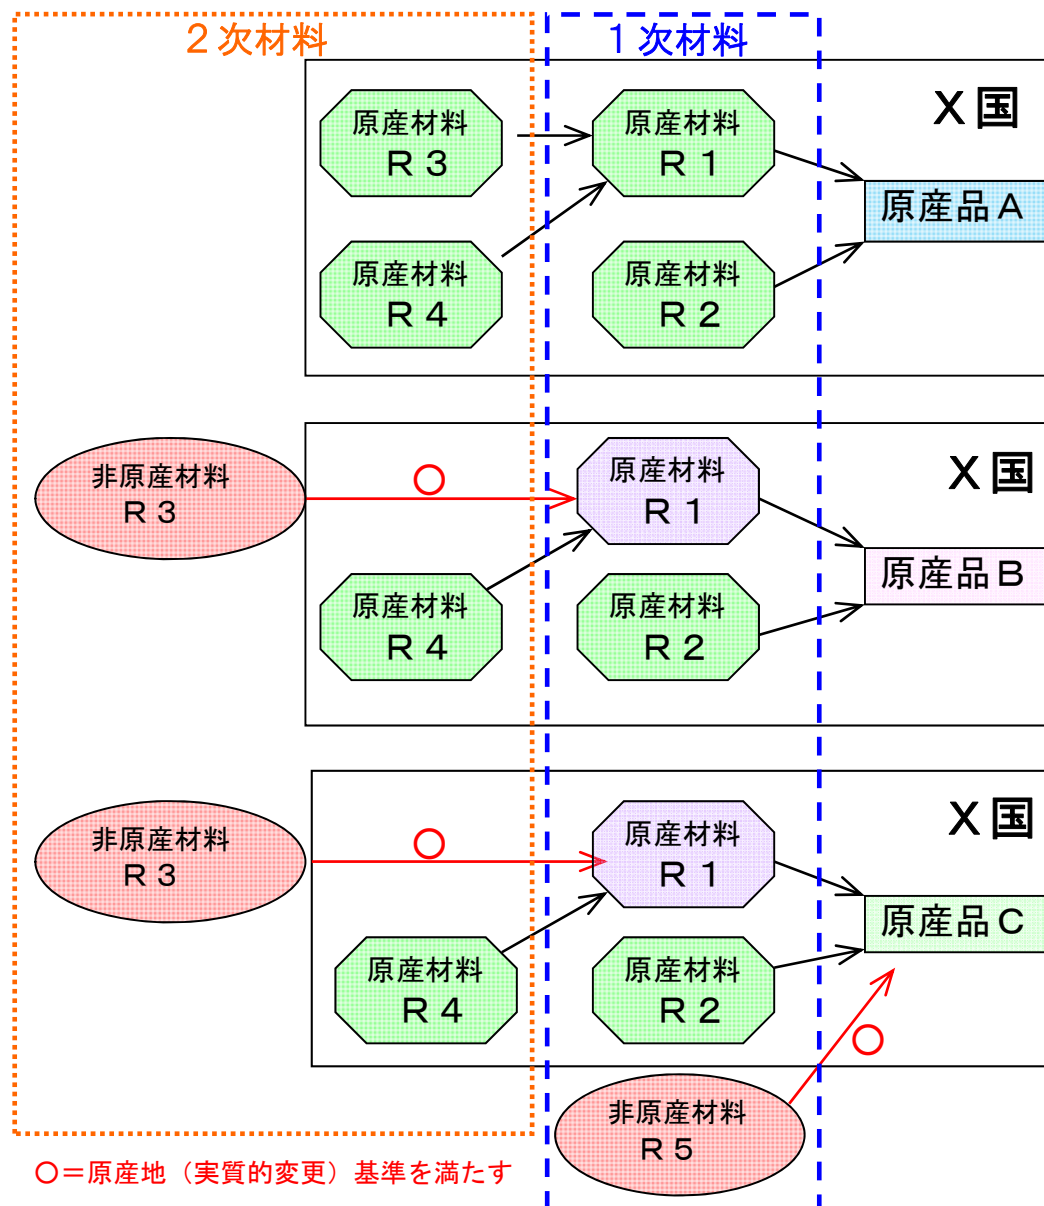 ２次材料
１次材料
Ｘ国
原産材料
Ｒ３
原産材料
Ｒ１
原産品Ａ
原産材料
Ｒ４
原産材料
Ｒ２
Ｘ国
非原産材料
Ｒ３
○
原産材料
Ｒ１
原産品Ｂ
原産材料
Ｒ４
原産材料
Ｒ２
Ｘ国
非原産材料
Ｒ３
○
原産材料
Ｒ１
原産品Ｃ
原産材料
Ｒ４
原産材料
Ｒ２
○
非原産材料
Ｒ５
○＝原産地（実質的変更）基準を満たす